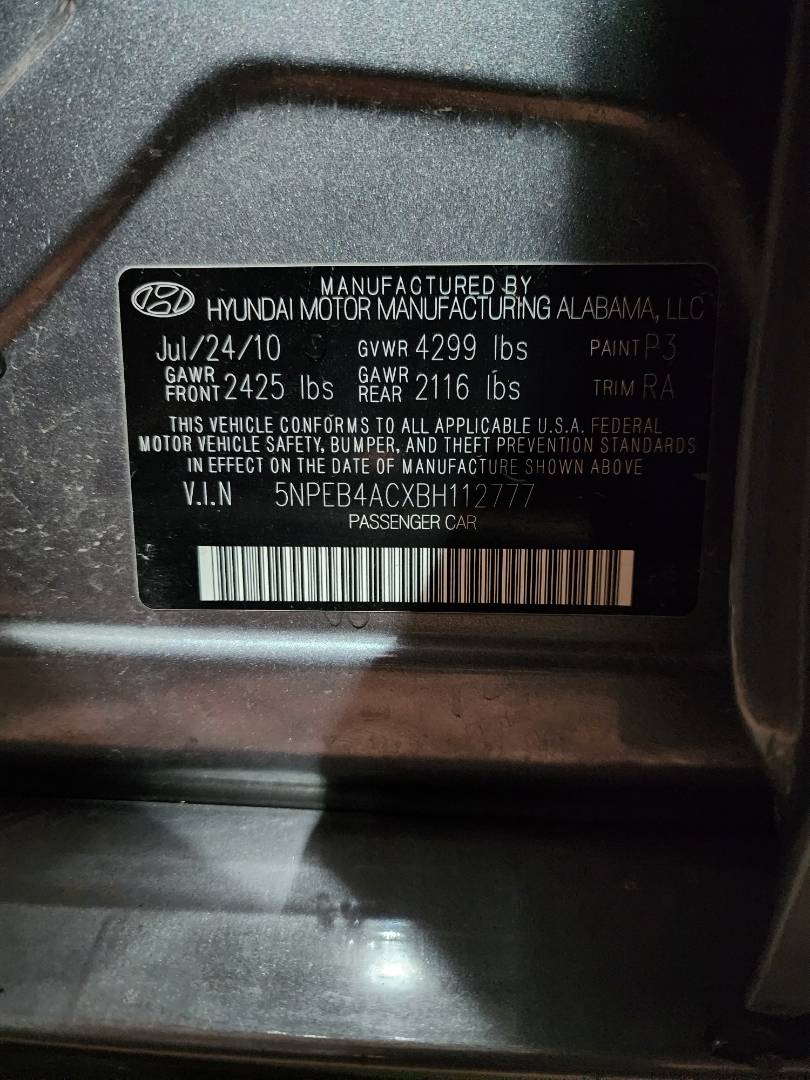 MANUFACTURED BY
HYUNDAI MOTOR MANUFACTURING ALABAMA, LLC
Jul/24/10 GVWR 4299 lbs PAINT P3
GAWR FRONT 2425 lbs GAWR REAR 2116 lbs TRIM RA
THIS VEHICLE CONFORMS TO ALL APPLICABLE U.S.A. FEDERAL
MOTOR VEHICLE SAFETY, BUMPER, AND THEFT PREVENTION STANDARDS
IN EFFECT ON THE DATE OF MANUFACTURE SHOWN ABOVE
V.I.N 5NPEB4ACXBH112777
PASSENGER CAR